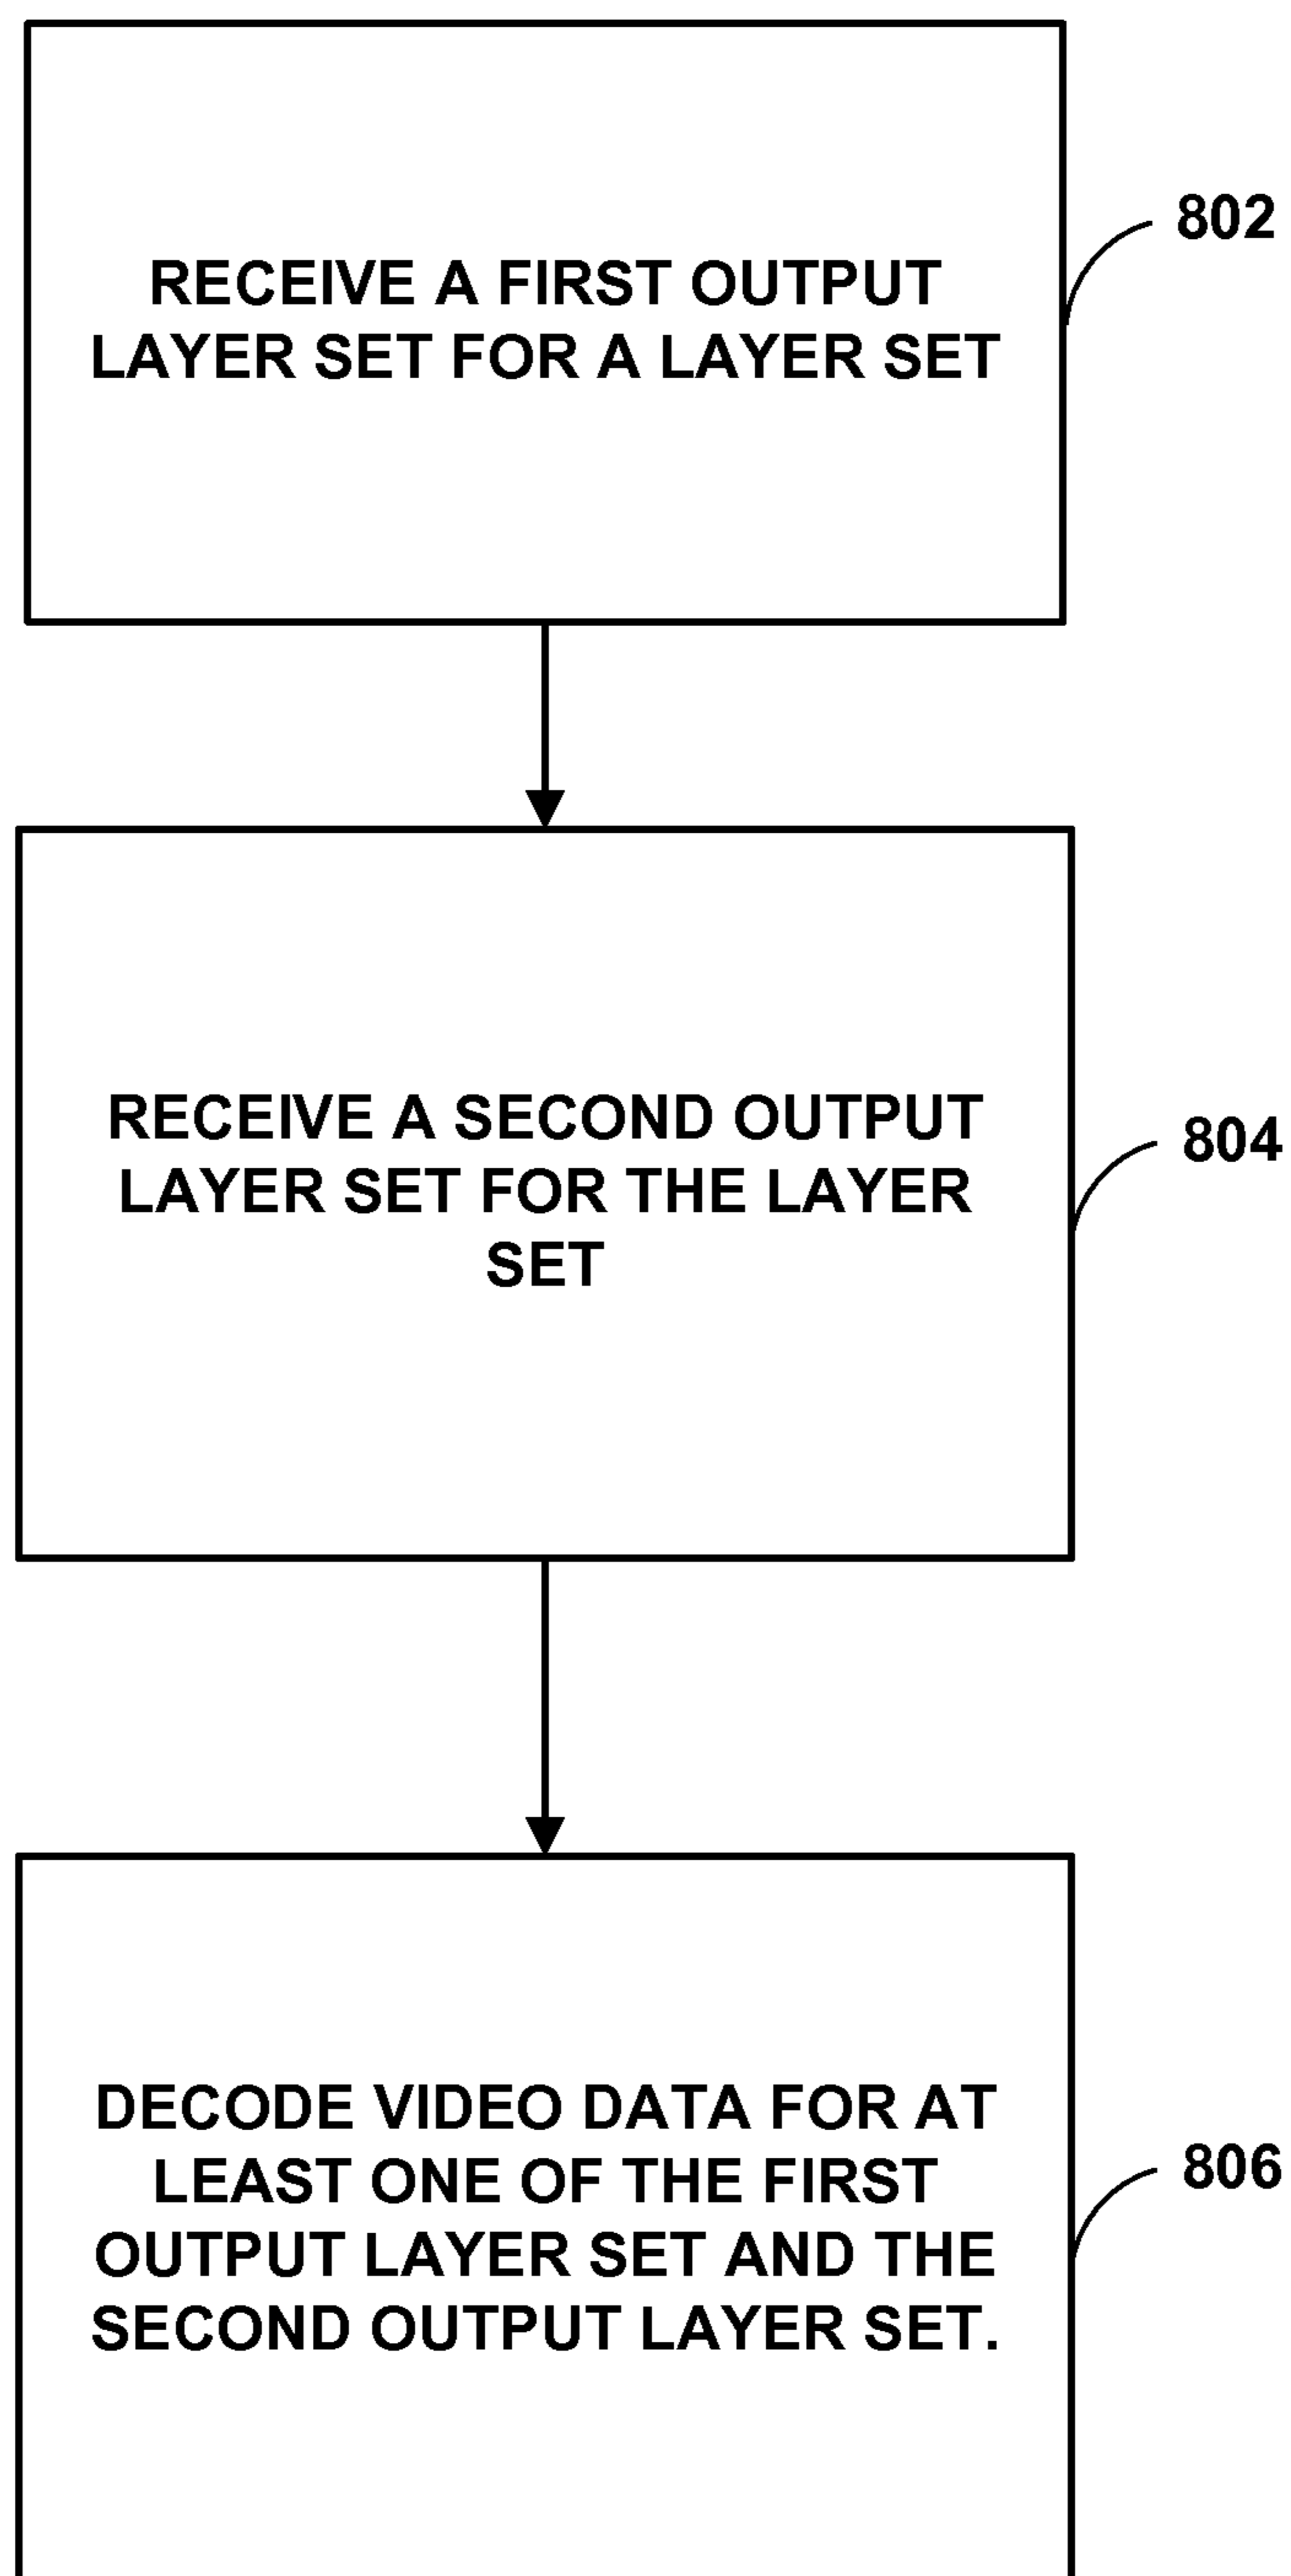 RECEIVE A FIRST OUTPUT
LAYER SET FOR A LAYER SET
802
RECEIVE A SECOND OUTPUT
LAYER SET FOR THE LAYER
SET
804
DECODE VIDEO DATA FOR AT
LEAST ONE OF THE FIRST
OUTPUT LAYER SET AND THE
SECOND OUTPUT LAYER SET.
806